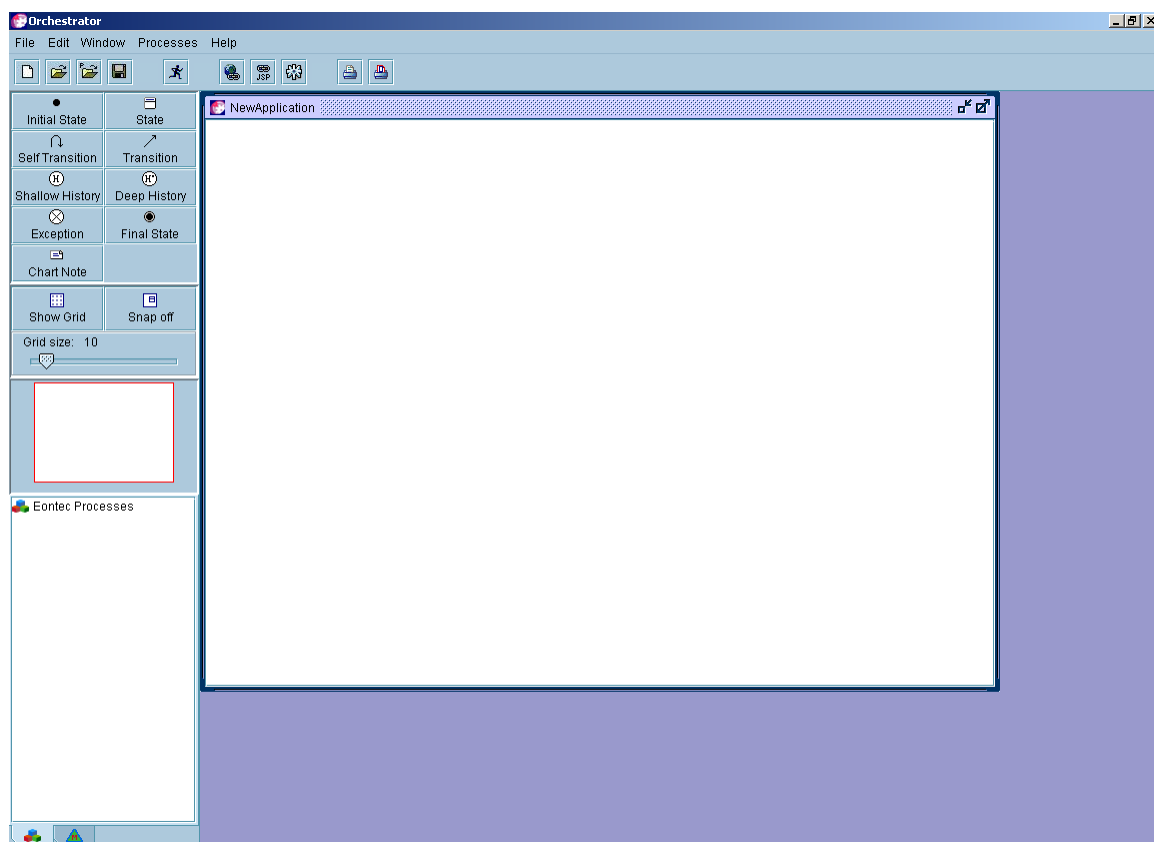 Orchestrator
File Edit Window Processes Help
JSP
Initial State State
Self Transition Transition
H H*
Shallow History Deep History
Exception Final State
Chart Note
Show Grid Snap off
Grid size: 10
Eontec Processes
M
NewApplication